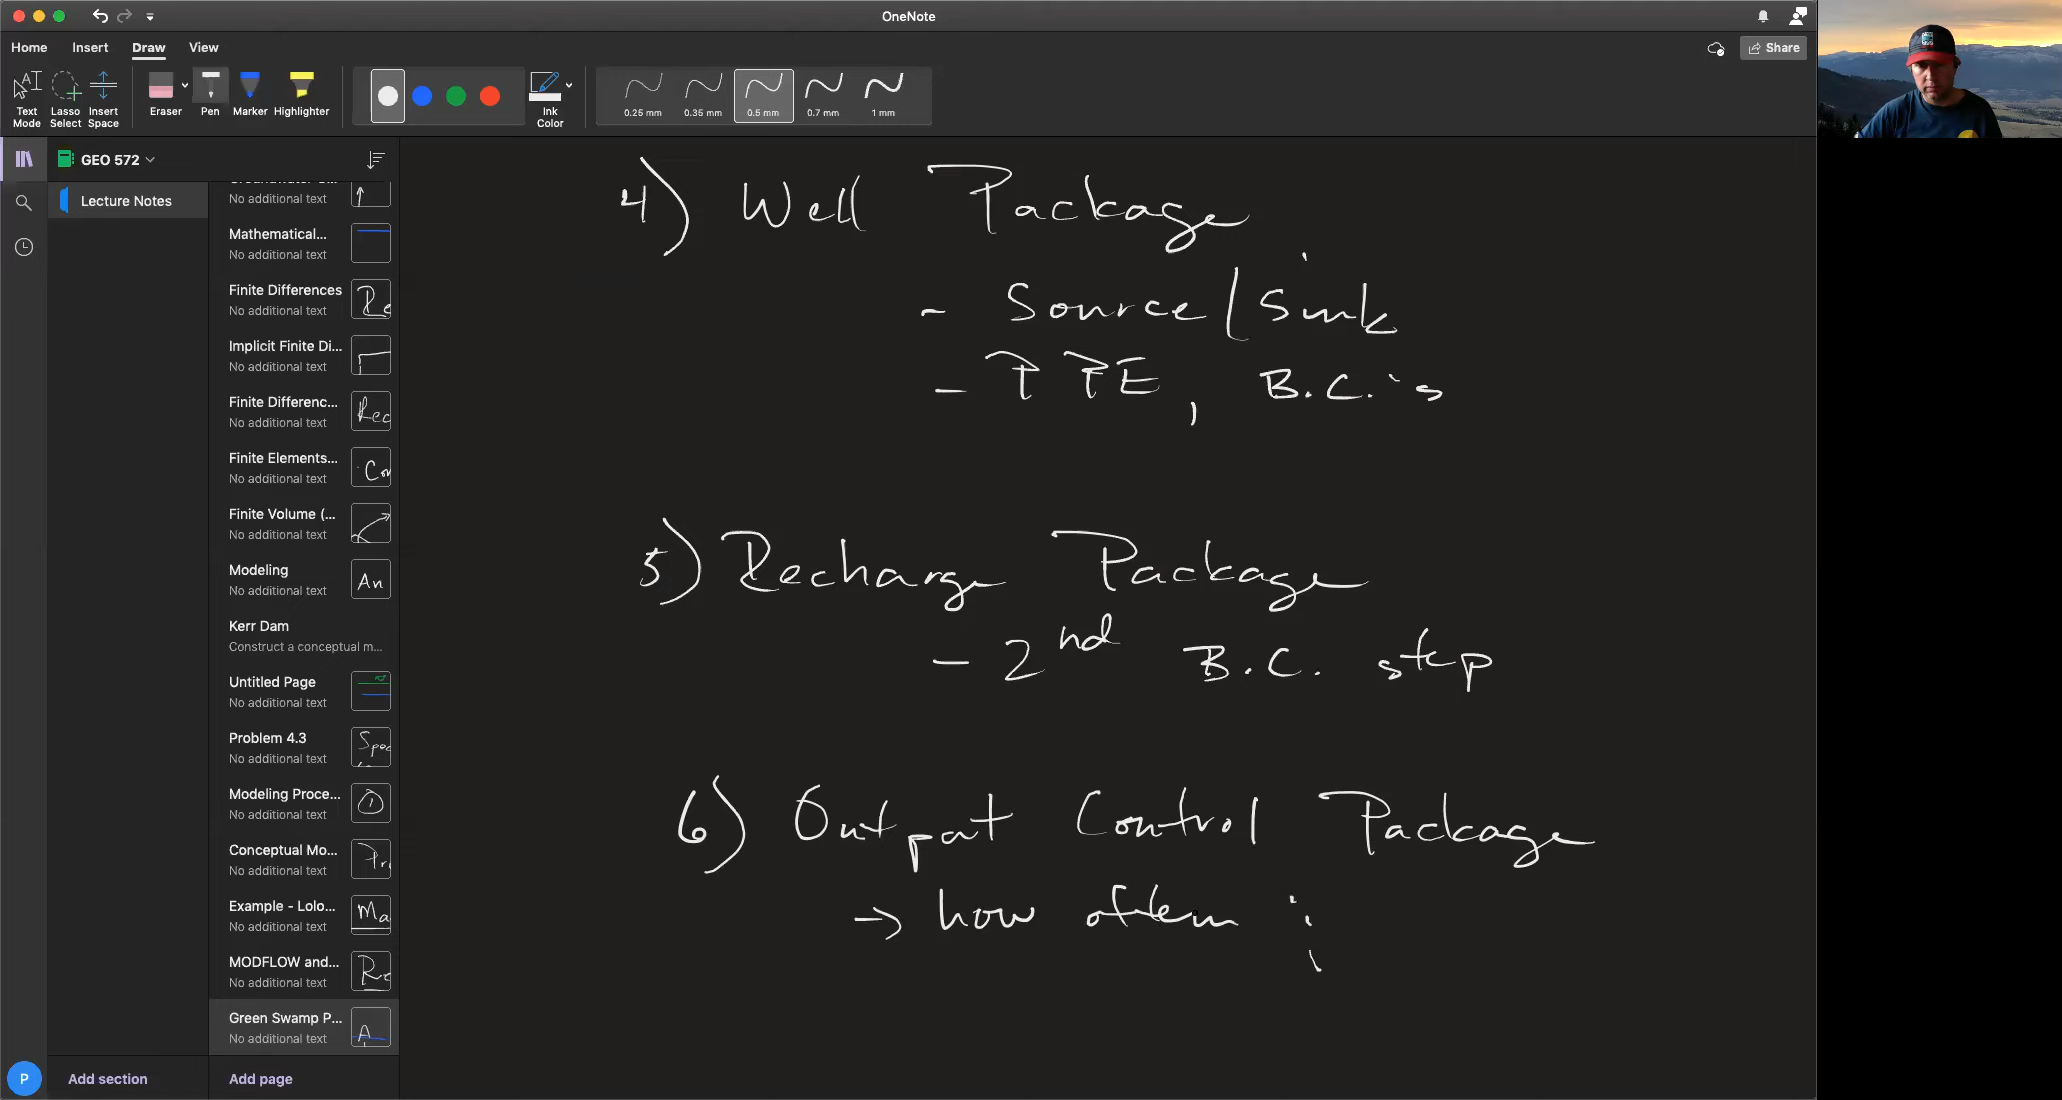 OneNote
Home Insert Draw View
Share
Text Mode
Lasso Select
Insert Space
Eraser
Pen
Marker
Highlighter
Ink Color
0.25 mm
0.35 mm
0.5 mm
0.7 mm
1 mm
GEO 572
Lecture Notes
No additional text
Mathematical...
No additional text
Finite Differences
No additional text
Implicit Finite Di...
No additional text
Finite Differenc...
No additional text
Finite Elements...
No additional text
Finite Volume (...
No additional text
Modeling
No additional text
An
Kerr Dam
Construct a conceptual m...
Untitled Page
No additional text
Problem 4.3
No additional text
Modeling Proce...
No additional text
Conceptual Mo...
No additional text
Example - Lolo...
No additional text
Ma
MODFLOW and...
No additional text
Green Swamp P...
No additional text
A
P
Add section
Add page
4) Well Package
- Source/Sink
- PPE, B.C.'s
5) Recharge Package
- 2nd B.C. step
6) Output Control Package
→ how often ;